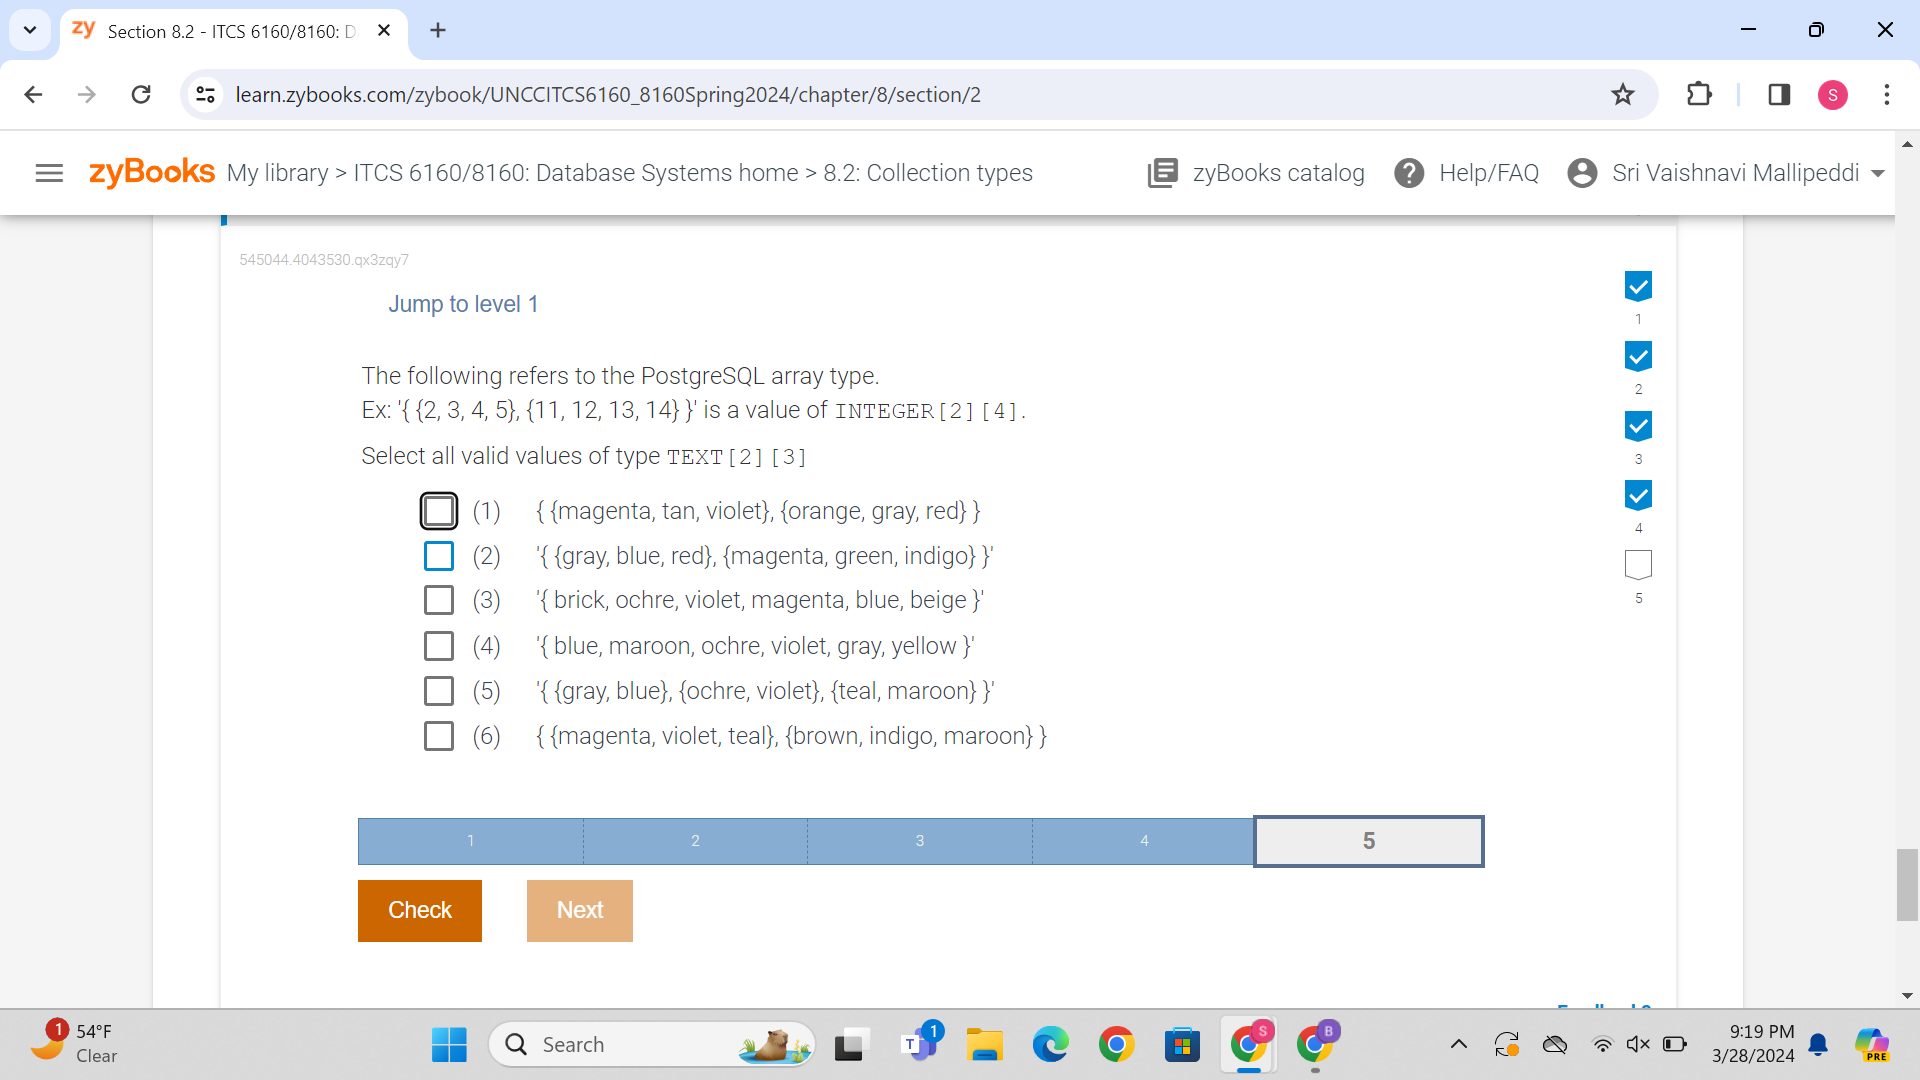 zy Section 8.2 - ITCS 6160/8160: D
learn.zybooks.com/zybook/UNCCITCS6160_8160Spring2024/chapter/8/section/2
S
zyBooks My library > ITCS 6160/8160: Database Systems home > 8.2: Collection types
zyBooks catalog
Help/FAQ
Sri Vaishnavi Mallipeddi
545044.4043530.qx3zqy7
Jump to level 1
1
2
3
4
5
The following refers to the PostgreSQL array type.
Ex: '{ {2, 3, 4, 5}, {11, 12, 13, 14} }' is a value of INTEGER[2][4].
Select all valid values of type TEXT[2][3]
(1) { {magenta, tan, violet}, {orange, gray, red} }
(2) '{ {gray, blue, red}, {magenta, green, indigo} }'
(3) '{ brick, ochre, violet, magenta, blue, beige }'
(4) '{ blue, maroon, ochre, violet, gray, yellow }'
(5) '{ {gray, blue}, {ochre, violet}, {teal, maroon} }'
(6) { {magenta, violet, teal}, {brown, indigo, maroon} }
1 2 3 4 5
Check Next
1
54°F
Clear
Search
T 1
S
B
9:19 PM
3/28/2024
PRE